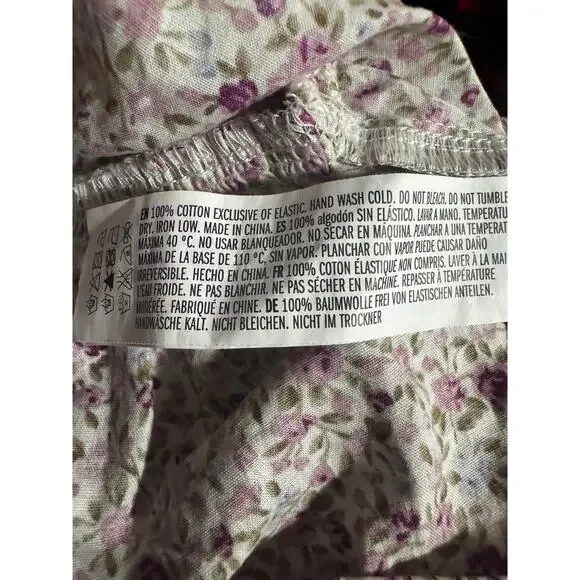 EN 100% COTTON EXCLUSIVE OF ELASTIC. HAND WASH COLD. DO NOT BLEACH. DO NOT TUMBLE
DRY. IRON LOW. MADE IN CHINA. ES 100% algodón SIN ELÁSTICO. LAVAR A MANO. TEMPERATU
MÁXIMA 40 ºC. NO USAR BLANQUEADOR. NO SECAR EN MÁQUINA. PLANCHAR A UNA TEMPERAT
MÁXIMA DE LA BASE DE 110 ºC, SIN VAPOR. PLANCHAR CON VAPOR PUEDE CAUSAR DAÑO
IRREVERSIBLE. HECHO EN CHINA. FR 100% COTON ÉLASTIQUE NON COMPRIS. LAYER À LA MAI
L'EAU FROIDE. NE PAS BLANCHIR. NE PAS SÉCHER EN MACHINE. REPASSER À TEMPÉRATURE
MODÉRÉE. FABRIQUÉ EN CHINE. DE 100% BAUMWOLLE FREI VON ELASTISCHEN ANTEILEN.
HANDWÄSCHE KALT. NICHT BLEICHEN. NICHT IM TROCKNER